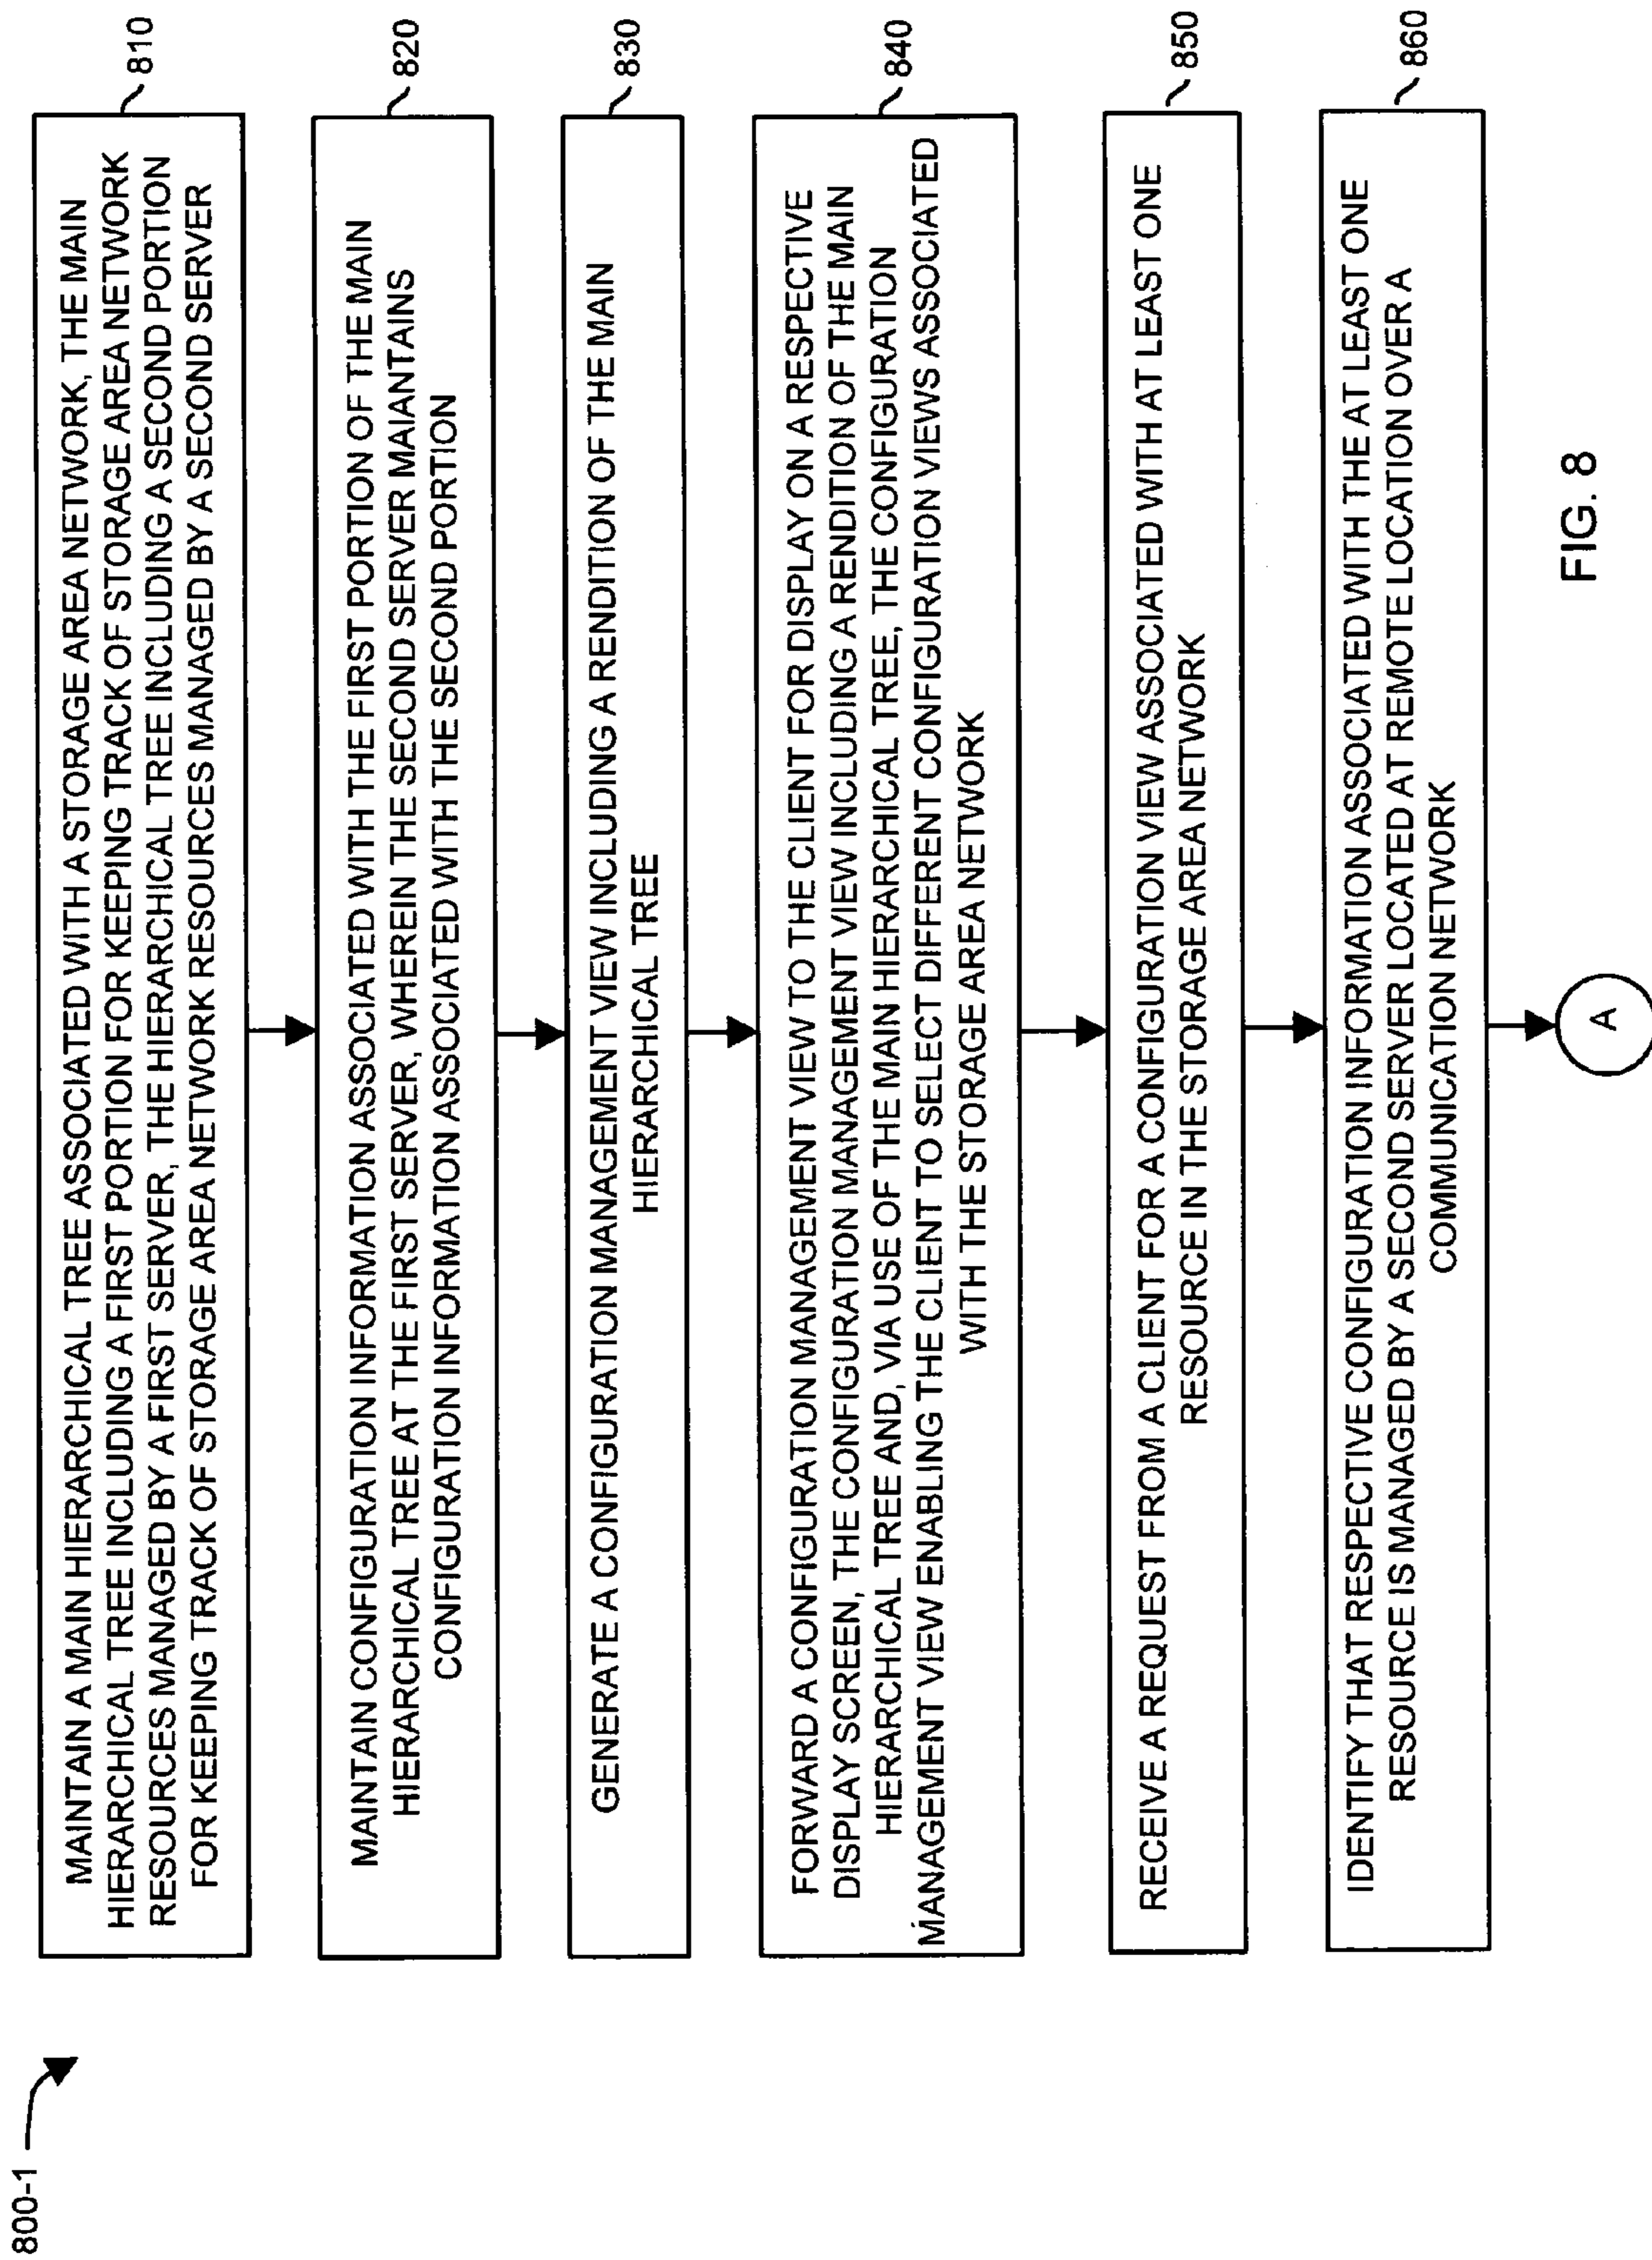 800-1
MAINTAIN A MAIN HIERARCHICAL TREE ASSOCIATED WITH A STORAGE AREA NETWORK, THE MAIN
HIERARCHICAL TREE INCLUDING A FIRST PORTION FOR KEEPING TRACK OF STORAGE AREA NETWORK
RESOURCES MANAGED BY A FIRST SERVER, THE HIERARCHICAL TREE INCLUDING A SECOND PORTION
FOR KEEPING TRACK OF STORAGE AREA NETWORK RESOURCES MANAGED BY A SECOND SERVER
810
MAINTAIN CONFIGURATION INFORMATION ASSOCIATED WITH THE FIRST PORTION OF THE MAIN
HIERARCHICAL TREE AT THE FIRST SERVER, WHEREIN THE SECOND SERVER MAIANTAINS
CONFIGURATION INFORMATION ASSOCIATED WITH THE SECOND PORTION
820
GENERATE A CONFIGURATION MANAGEMENT VIEW INCLUDING A RENDITION OF THE MAIN
HIERARCHICAL TREE
830
FORWARD A CONFIGURATION MANAGEMENT VIEW TO THE CLIENT FOR DISPLAY ON A RESPECTIVE
DISPLAY SCREEN, THE CONFIGURATION MANAGEMENT VIEW INCLUDING A RENDITION OF THE MAIN
HIERARCHICAL TREE AND, VIA USE OF THE MAIN HIERARCHICAL TREE, THE CONFIGURATION
MANAGEMENT VIEW ENABLING THE CLIENT TO SELECT DIFFERENT CONFIGURATION VIEWS ASSOCIATED
WITH THE STORAGE AREA NETWORK
840
RECEIVE A REQUEST FROM A CLIENT FOR A CONFIGURATION VIEW ASSOCIATED WITH AT LEAST ONE
RESOURCE IN THE STORAGE AREA NETWORK
850
IDENTIFY THAT RESPECTIVE CONFIGURATION INFORMATION ASSOCIATED WITH THE AT LEAST ONE
RESOURCE IS MANAGED BY A SECOND SERVER LOCATED AT REMOTE LOCATION OVER A
COMMUNICATION NETWORK
860
A
FIG. 8